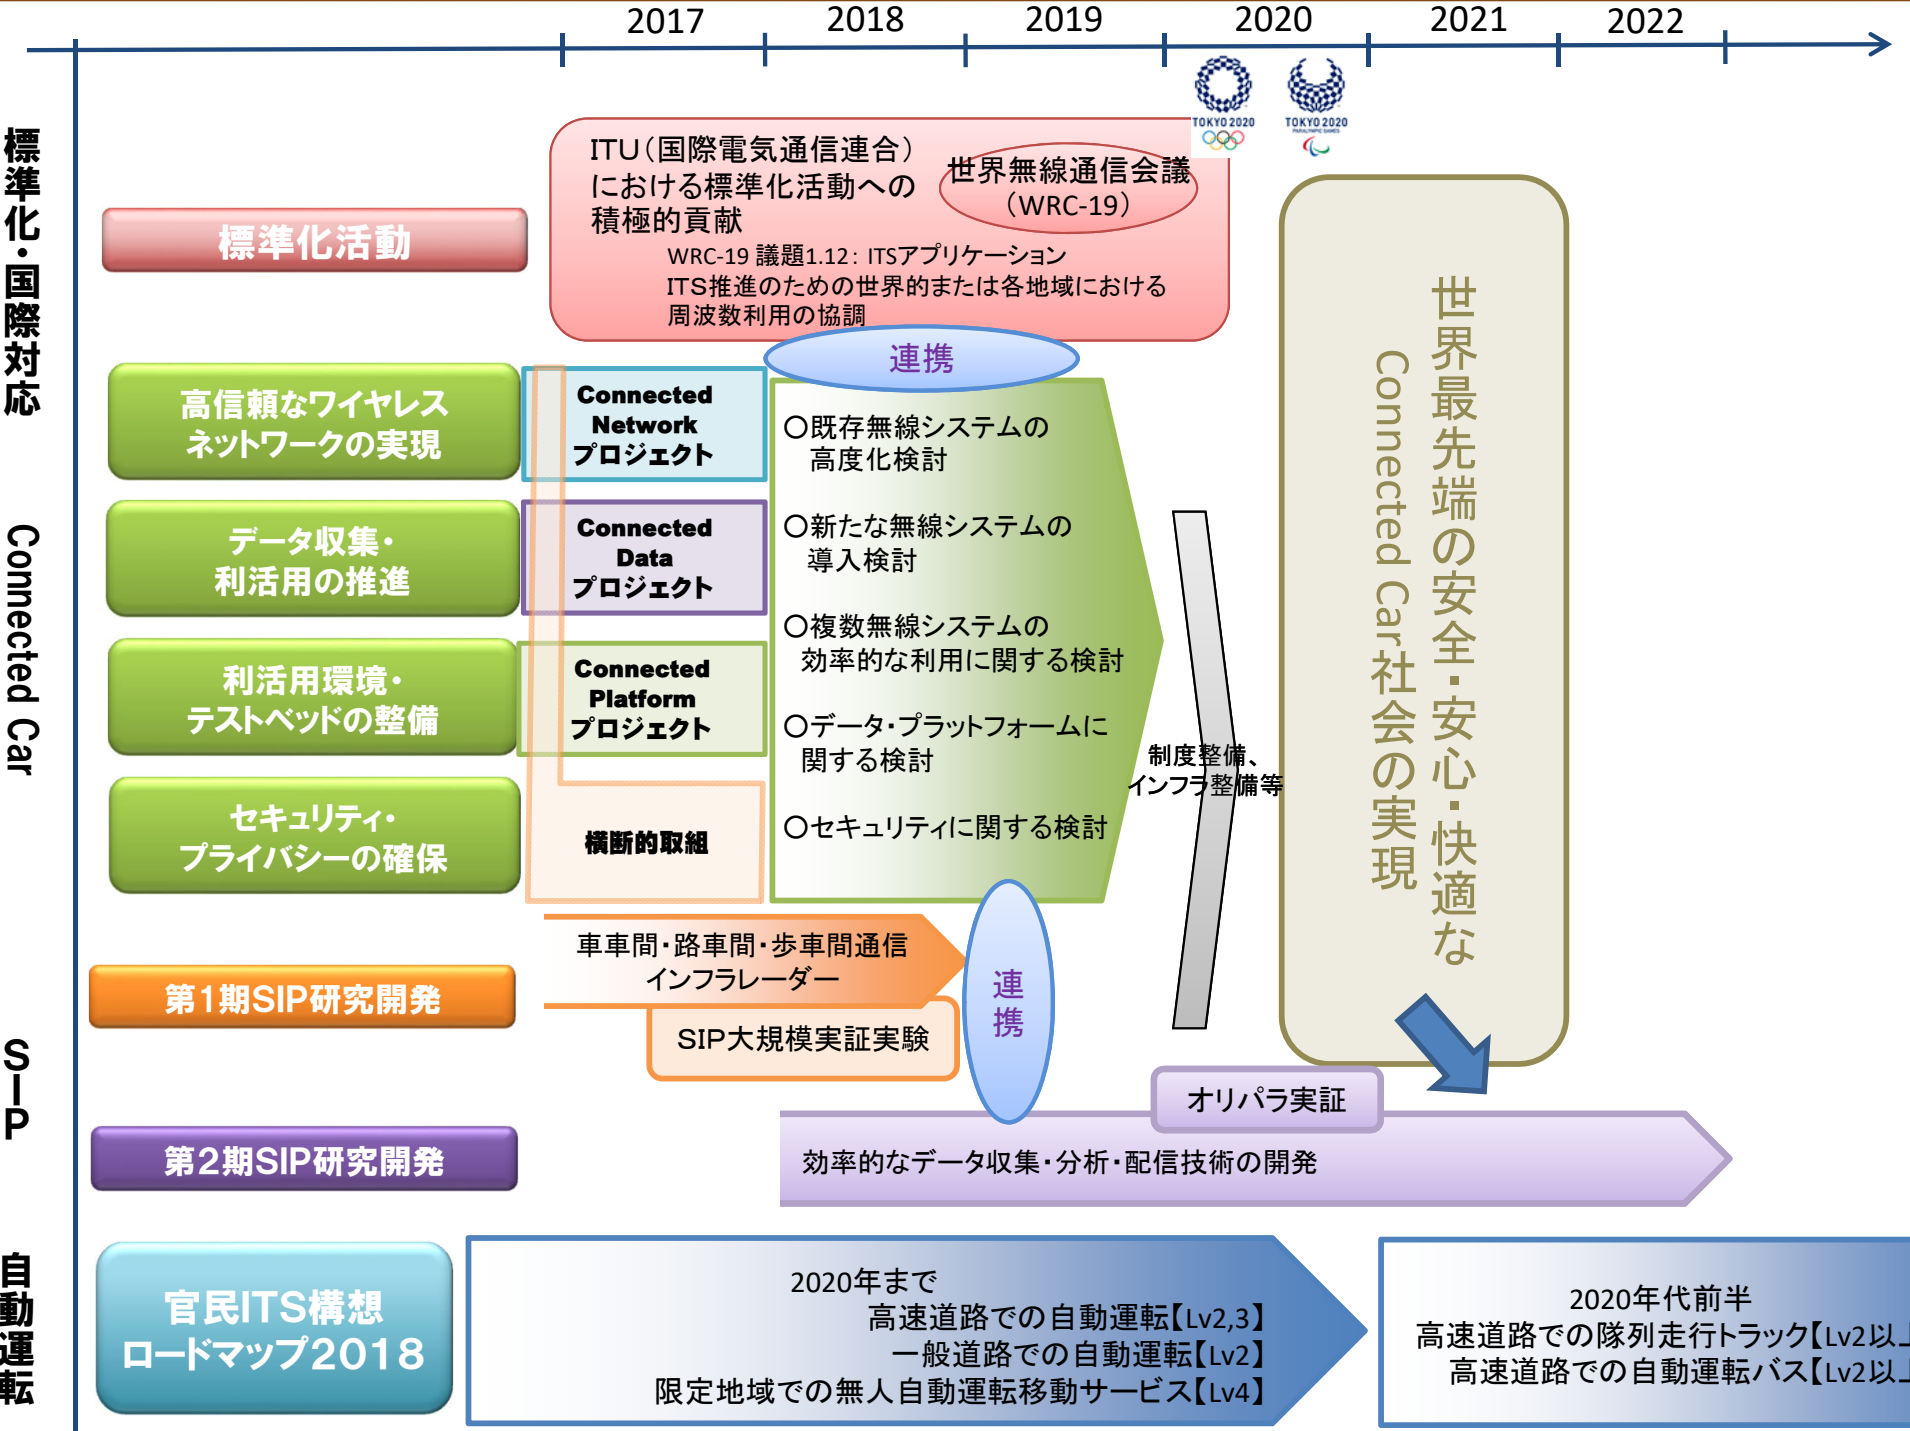 2017
2018
2019
2020
2021
2022
TOKYO 2020
TOKYO 2020
PARALYMPIC GAMES
標準化・国際対応
標準化活動
ITU（国際電気通信連合）
における標準化活動への
積極的貢献
世界無線通信会議
（WRC-19）
WRC-19 議題1.12： ITSアプリケーション
ITS推進のための世界的または各地域における
周波数利用の協調
連携
Connected Car
高信頼なワイヤレス
ネットワークの実現
データ収集・
利活用の推進
利活用環境・
テストベッドの整備
セキュリティ・
プライバシーの確保
Connected
Network
プロジェクト
Connected
Data
プロジェクト
Connected
Platform
プロジェクト
横断的取組
〇既存無線システムの
高度化検討
〇新たな無線システムの
導入検討
〇複数無線システムの
効率的な利用に関する検討
〇データ・プラットフォームに
関する検討
〇セキュリティに関する検討
制度整備、
インフラ整備等
世界最先端の安全・安心・快適な
Connected Car社会の実現
SIP
第1期SIP研究開発
車車間・路車間・歩車間通信
インフラレーダー
SIP大規模実証実験
連携
第2期SIP研究開発
オリパラ実証
効率的なデータ収集・分析・配信技術の開発
自動運転
官民ITS構想
ロードマップ2018
2020年まで
高速道路での自動運転【Lv2,3】
一般道路での自動運転【Lv2】
限定地域での無人自動運転移動サービス【Lv4】
2020年代前半
高速道路での隊列走行トラック【Lv2以上
高速道路での自動運転バス【Lv2以上